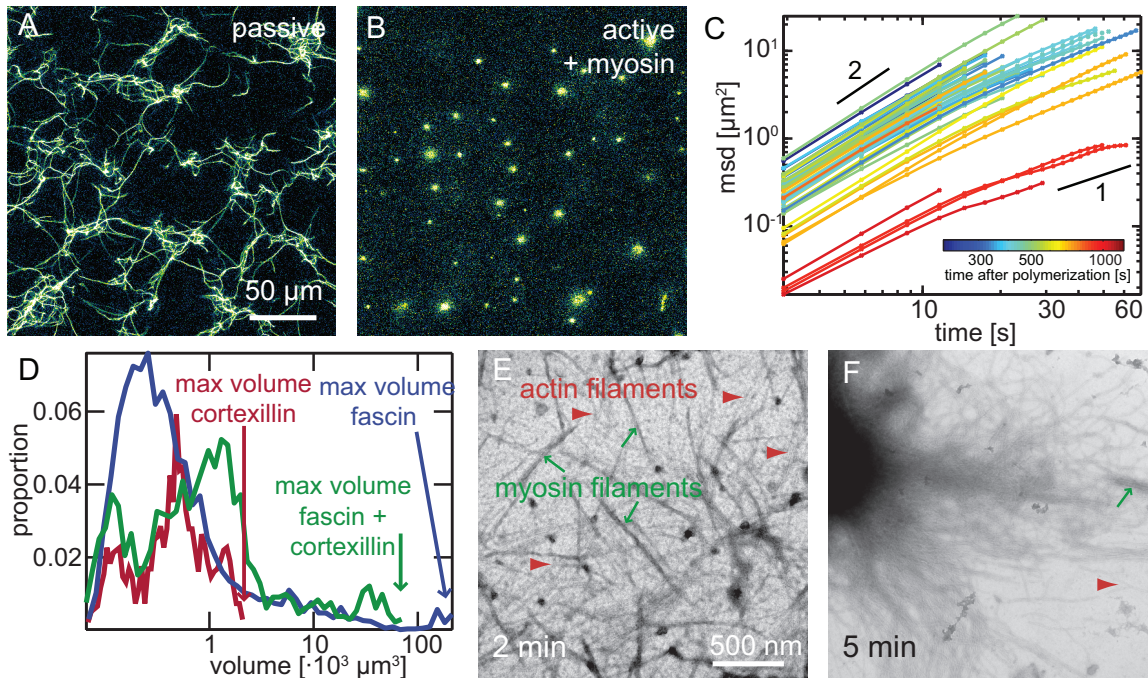 A
passive
50 µm
B
active
+ myosin
C
msd [µm²]
10¹
10⁰
10⁻¹
2
1
300 500 1000
time after polymerization [s]
10 30 60
time [s]
D
proportion
0.06
0.04
0.02
max volume
cortexillin
max volume
fascin
max volume
fascin +
cortexillin
1 10 100
volume [·10³ µm³]
E
actin filaments
myosin filaments
2 min
500 nm
F
5 min